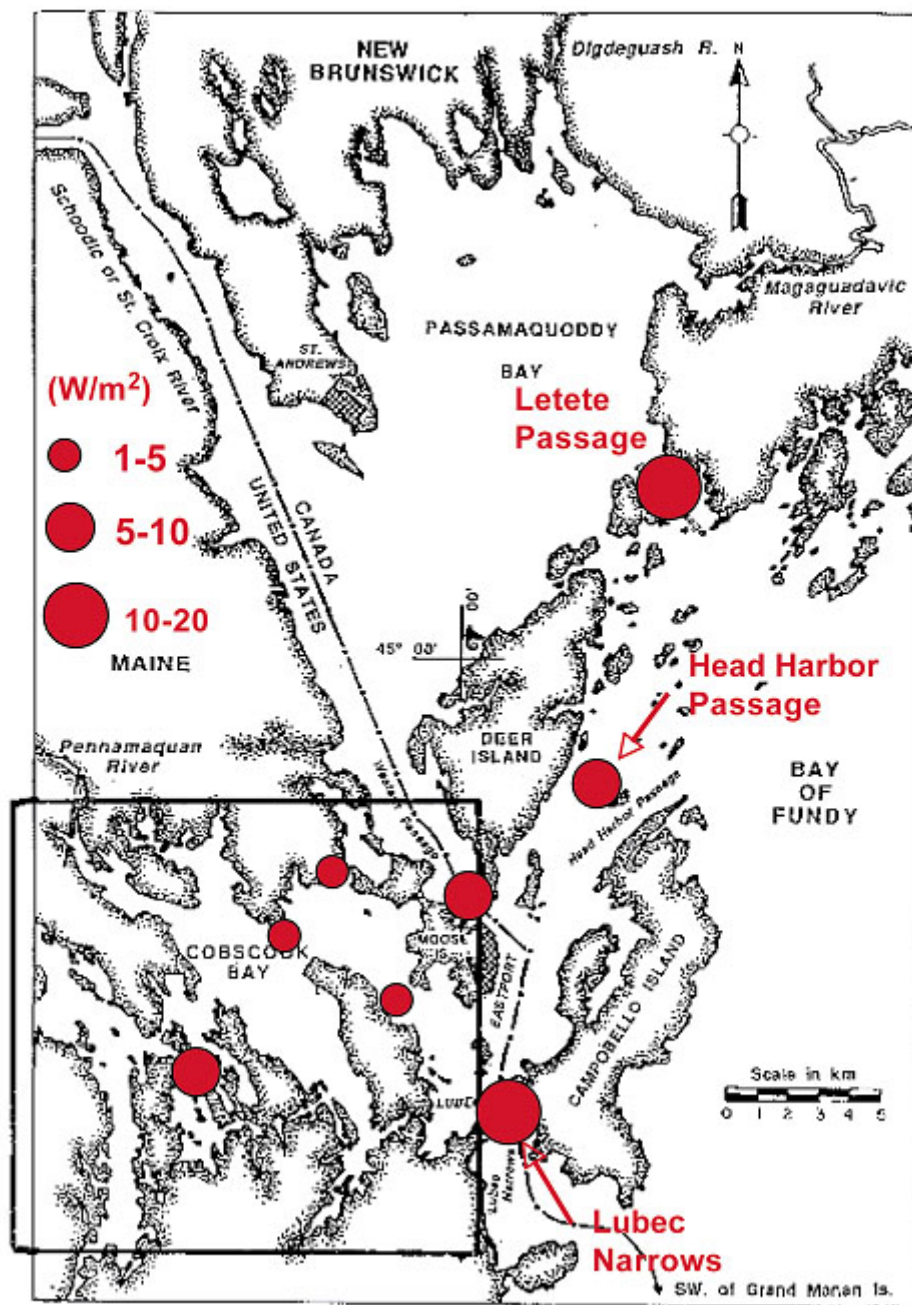 NEW
BRUNSWICK
Digdeguash R.
N
Schoodic or St. Croix River
Magaguadavic
River
PASSAMAQUODDY
BAY
ST.
ANDREWS
(W/m²)
1-5
5-10
10-20
Letete
Passage
CANADA
UNITED STATES
45° 00'
00'
MAINE
Head Harbor
Passage
Pennamaquan
River
DEER
ISLAND
Western Passage
Head Harbor Passage
BAY
OF
FUNDY
MOOSE
IS.
COBSCOOK
BAY
EASTPORT
CAMPOBELLO ISLAND
Scale in km
0 1 2 3 4 5
Lubec
Narrows
Lubec
Narrows
SW. of Grand Manan Is.